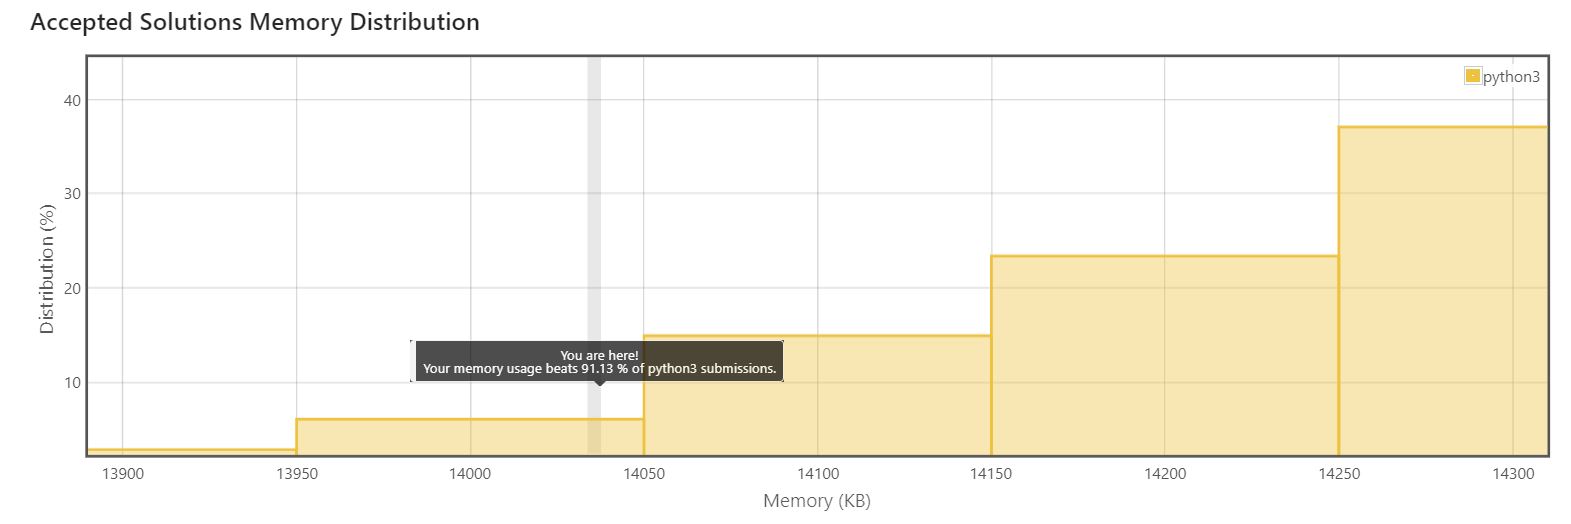 Accepted Solutions Memory Distribution
python3
40
30
20
10
Distribution (%)
You are here!
Your memory usage beats 91.13 % of python3 submissions.
13900 13950 14000 14050 14100 14150 14200 14250 14300
Memory (KB)